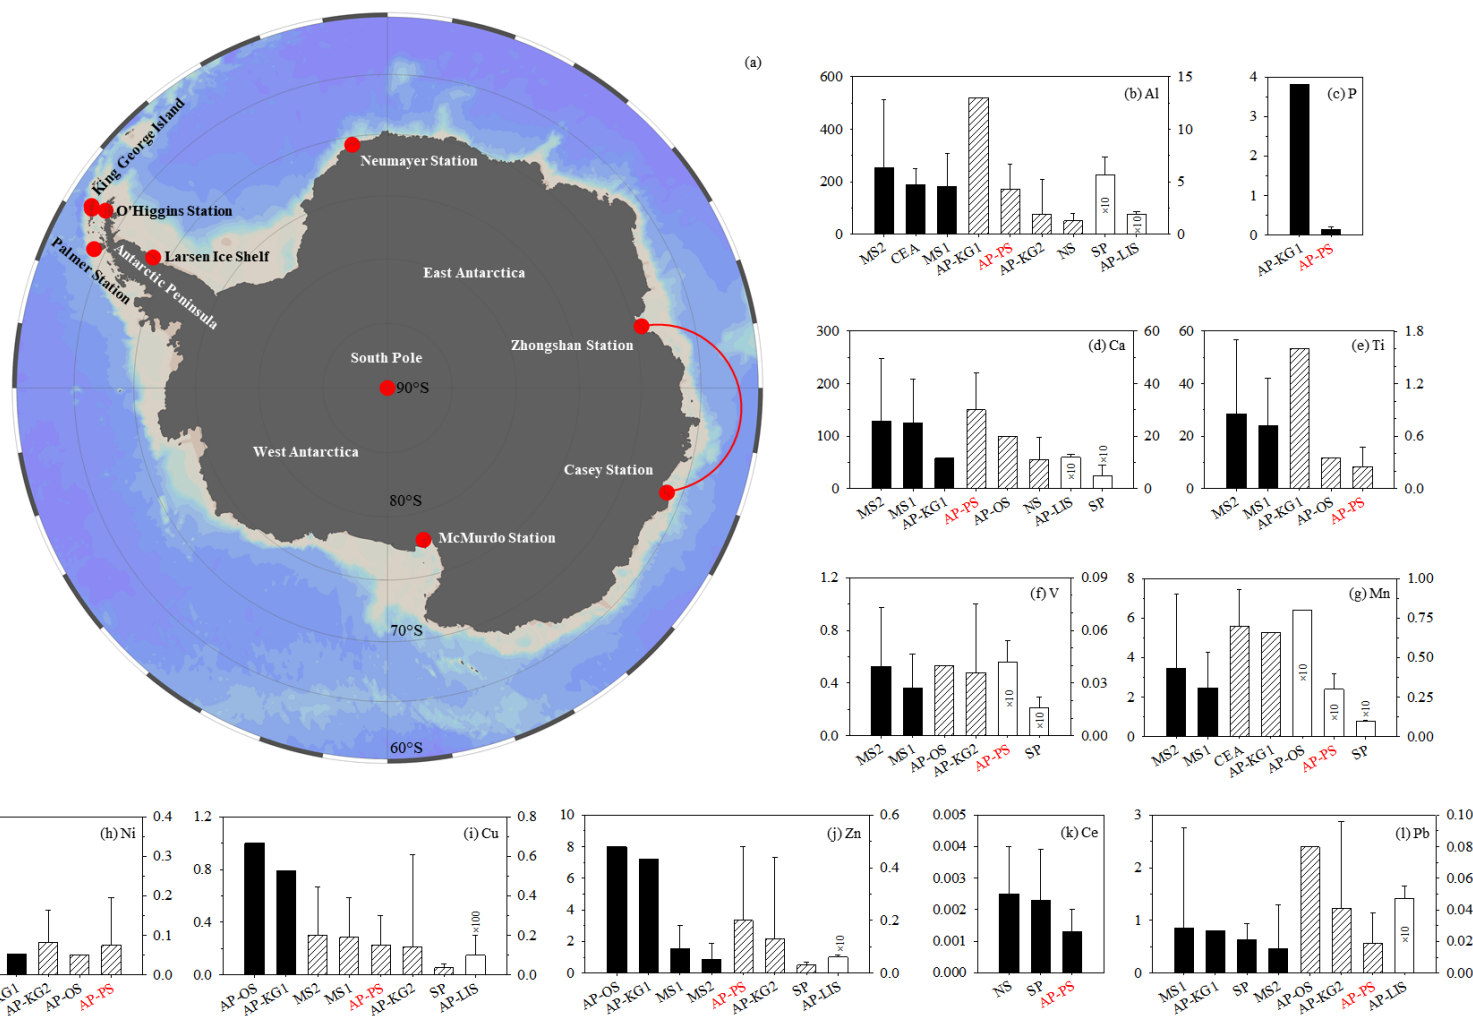 (a)
King George Island
O'Higgins Station
Palmer Station
Antarctic Peninsula
Larsen Ice Shelf
Neumayer Station
East Antarctica
Zhongshan Station
South Pole
90°S
West Antarctica
Casey Station
80°S
McMurdo Station
70°S
60°S
(b) Al
600
400
200
0
15
10
5
0
×10
×10
MS2
CEA
MS1
AP-KG1
AP-PS
AP-KG2
NS
SP
AP-LIS
(c) P
4
3
2
1
0
AP-KG1
AP-PS
(d) Ca
300
250
200
150
100
50
0
60
40
20
0
×10
×10
MS2
MS1
AP-KG1
AP-PS
AP-OS
NS
AP-LIS
SP
(e) Ti
60
40
20
0
1.8
1.2
0.6
0.0
MS2
MS1
AP-KG1
AP-OS
AP-PS
(f) V
1.2
0.8
0.4
0.0
0.09
0.06
0.03
0.00
×10
×10
MS2
MS1
AP-OS
AP-KG2
AP-PS
SP
(g) Mn
8
6
4
2
0
1.00
0.75
0.50
0.25
0.00
×10
×10
×10
MS2
MS1
CEA
AP-KG1
AP-OS
AP-PS
SP
(h) Ni
0.4
0.3
0.2
0.1
0.0
KG1
AP-KG2
AP-OS
AP-PS
(i) Cu
1.2
0.8
0.4
0.0
0.8
0.6
0.4
0.2
0.0
×100
AP-OS
AP-KG1
MS2
MS1
AP-PS
AP-KG2
SP
AP-LIS
(j) Zn
10
8
6
4
2
0
0.6
0.4
0.2
0.0
×10
AP-OS
AP-KG1
MS1
MS2
AP-PS
AP-KG2
SP
AP-LIS
(k) Ce
0.005
0.004
0.003
0.002
0.001
0.000
NS
SP
AP-PS
(l) Pb
3
2
1
0
0.10
0.08
0.06
0.04
0.02
0.00
×10
MS1
AP-KG1
SP
MS2
AP-OS
AP-KG2
AP-PS
AP-LIS